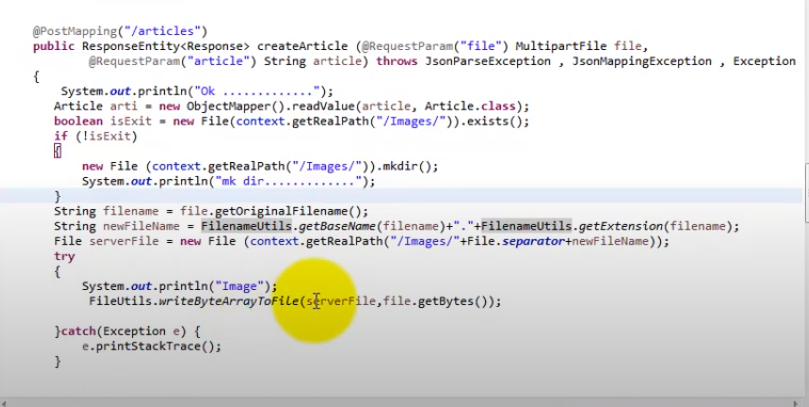 @PostMapping("/articles")
public ResponseEntity<Response> createArticle (@RequestParam("file") MultipartFile file,
@RequestParam("article") String article) throws JsonParseException , JsonMappingException , Exception
{
System.out.println("Ok .............");
Article arti = new ObjectMapper().readValue(article, Article.class);
boolean isExit = new File(context.getRealPath("/Images/")).exists();
if (!isExit)
{
new File (context.getRealPath("/Images/")).mkdir();
System.out.println("mk dir.............");
}
String filename = file.getOriginalFilename();
String newFileName = FilenameUtils.getBaseName(filename)+"."+FilenameUtils.getExtension(filename);
File serverFile = new File (context.getRealPath("/Images/"+File.separator+newFileName));
try
{
System.out.println("Image");
FileUtils.writeByteArrayToFile(serverFile,file.getBytes());
}catch(Exception e) {
e.printStackTrace();
}